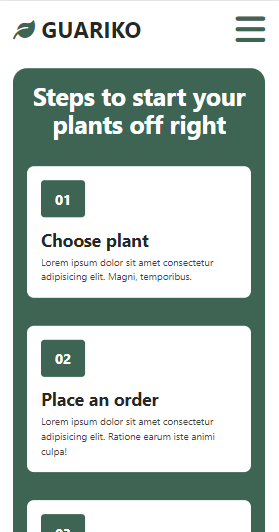 GUARIKO
Steps to start your
plants off right
01
Choose plant
Lorem ipsum dolor sit amet consectetur
adipisicing elit. Magni, temporibus.
02
Place an order
Lorem ipsum dolor sit amet consectetur
adipisicing elit. Ratione earum iste animi
culpa!
03